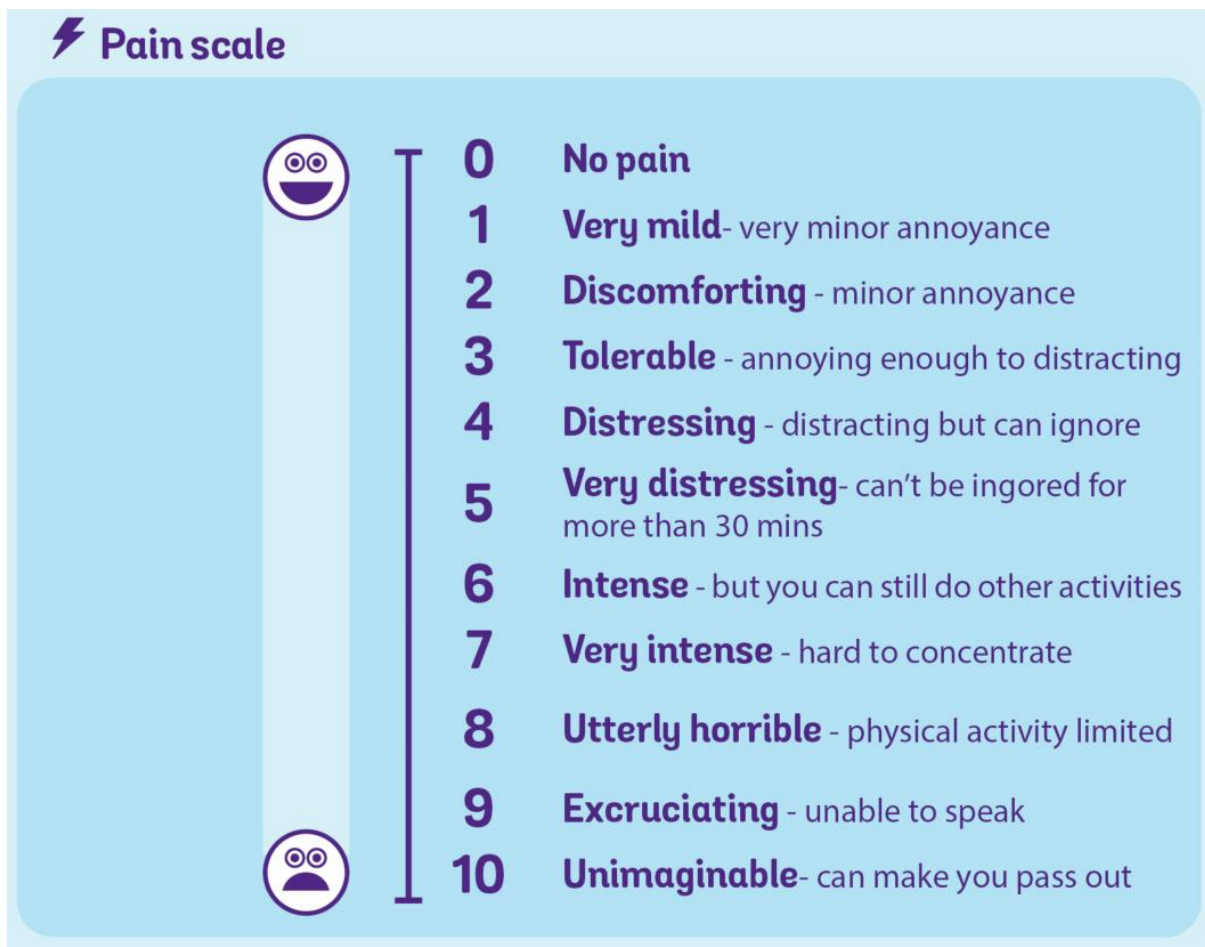 Pain scale
0 No pain
1 Very mild- very minor annoyance
2 Discomforting - minor annoyance
3 Tolerable - annoying enough to distracting
4 Distressing - distracting but can ignore
5 Very distressing- can't be ingored for
more than 30 mins
6 Intense - but you can still do other activities
7 Very intense - hard to concentrate
8 Utterly horrible - physical activity limited
9 Excruciating - unable to speak
10 Unimaginable- can make you pass out